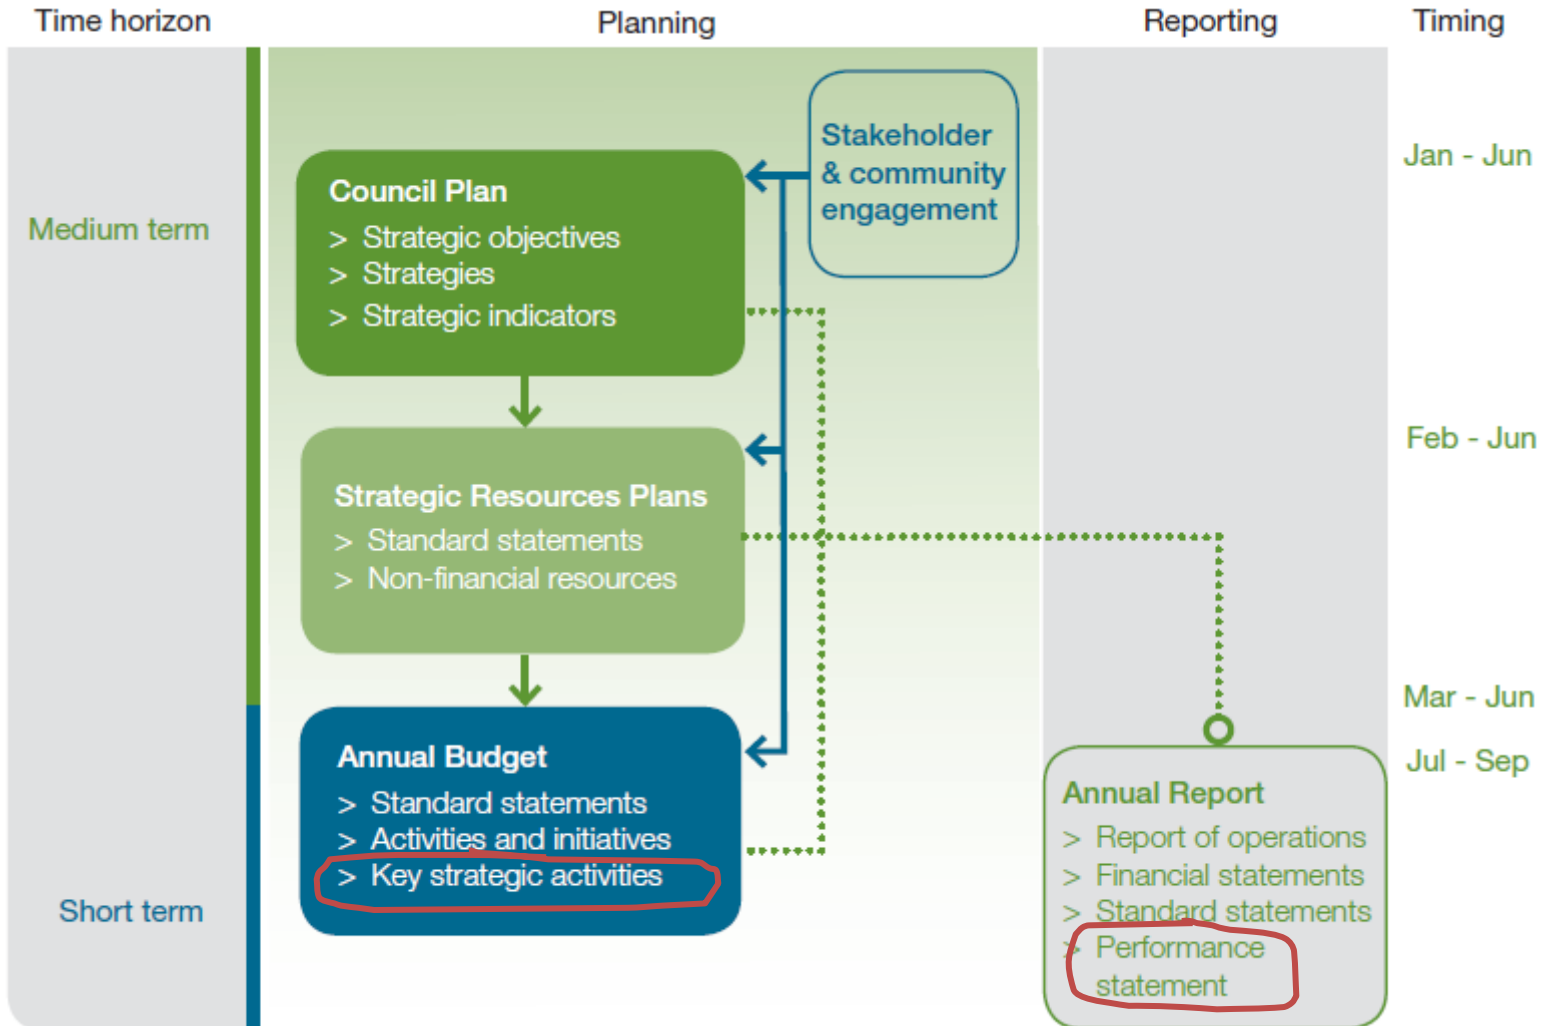 Time horizon
Planning
Reporting
Timing
Stakeholder
& community
engagement
Jan - Jun
Council Plan
> Strategic objectives
> Strategies
> Strategic indicators
Medium term
Feb - Jun
Strategic Resources Plans
> Standard statements
> Non-financial resources
Mar - Jun
Annual Budget
> Standard statements
> Activities and initiatives
> Key strategic activities
Short term
Jul - Sep
Annual Report
> Report of operations
> Financial statements
> Standard statements
> Performance
statement